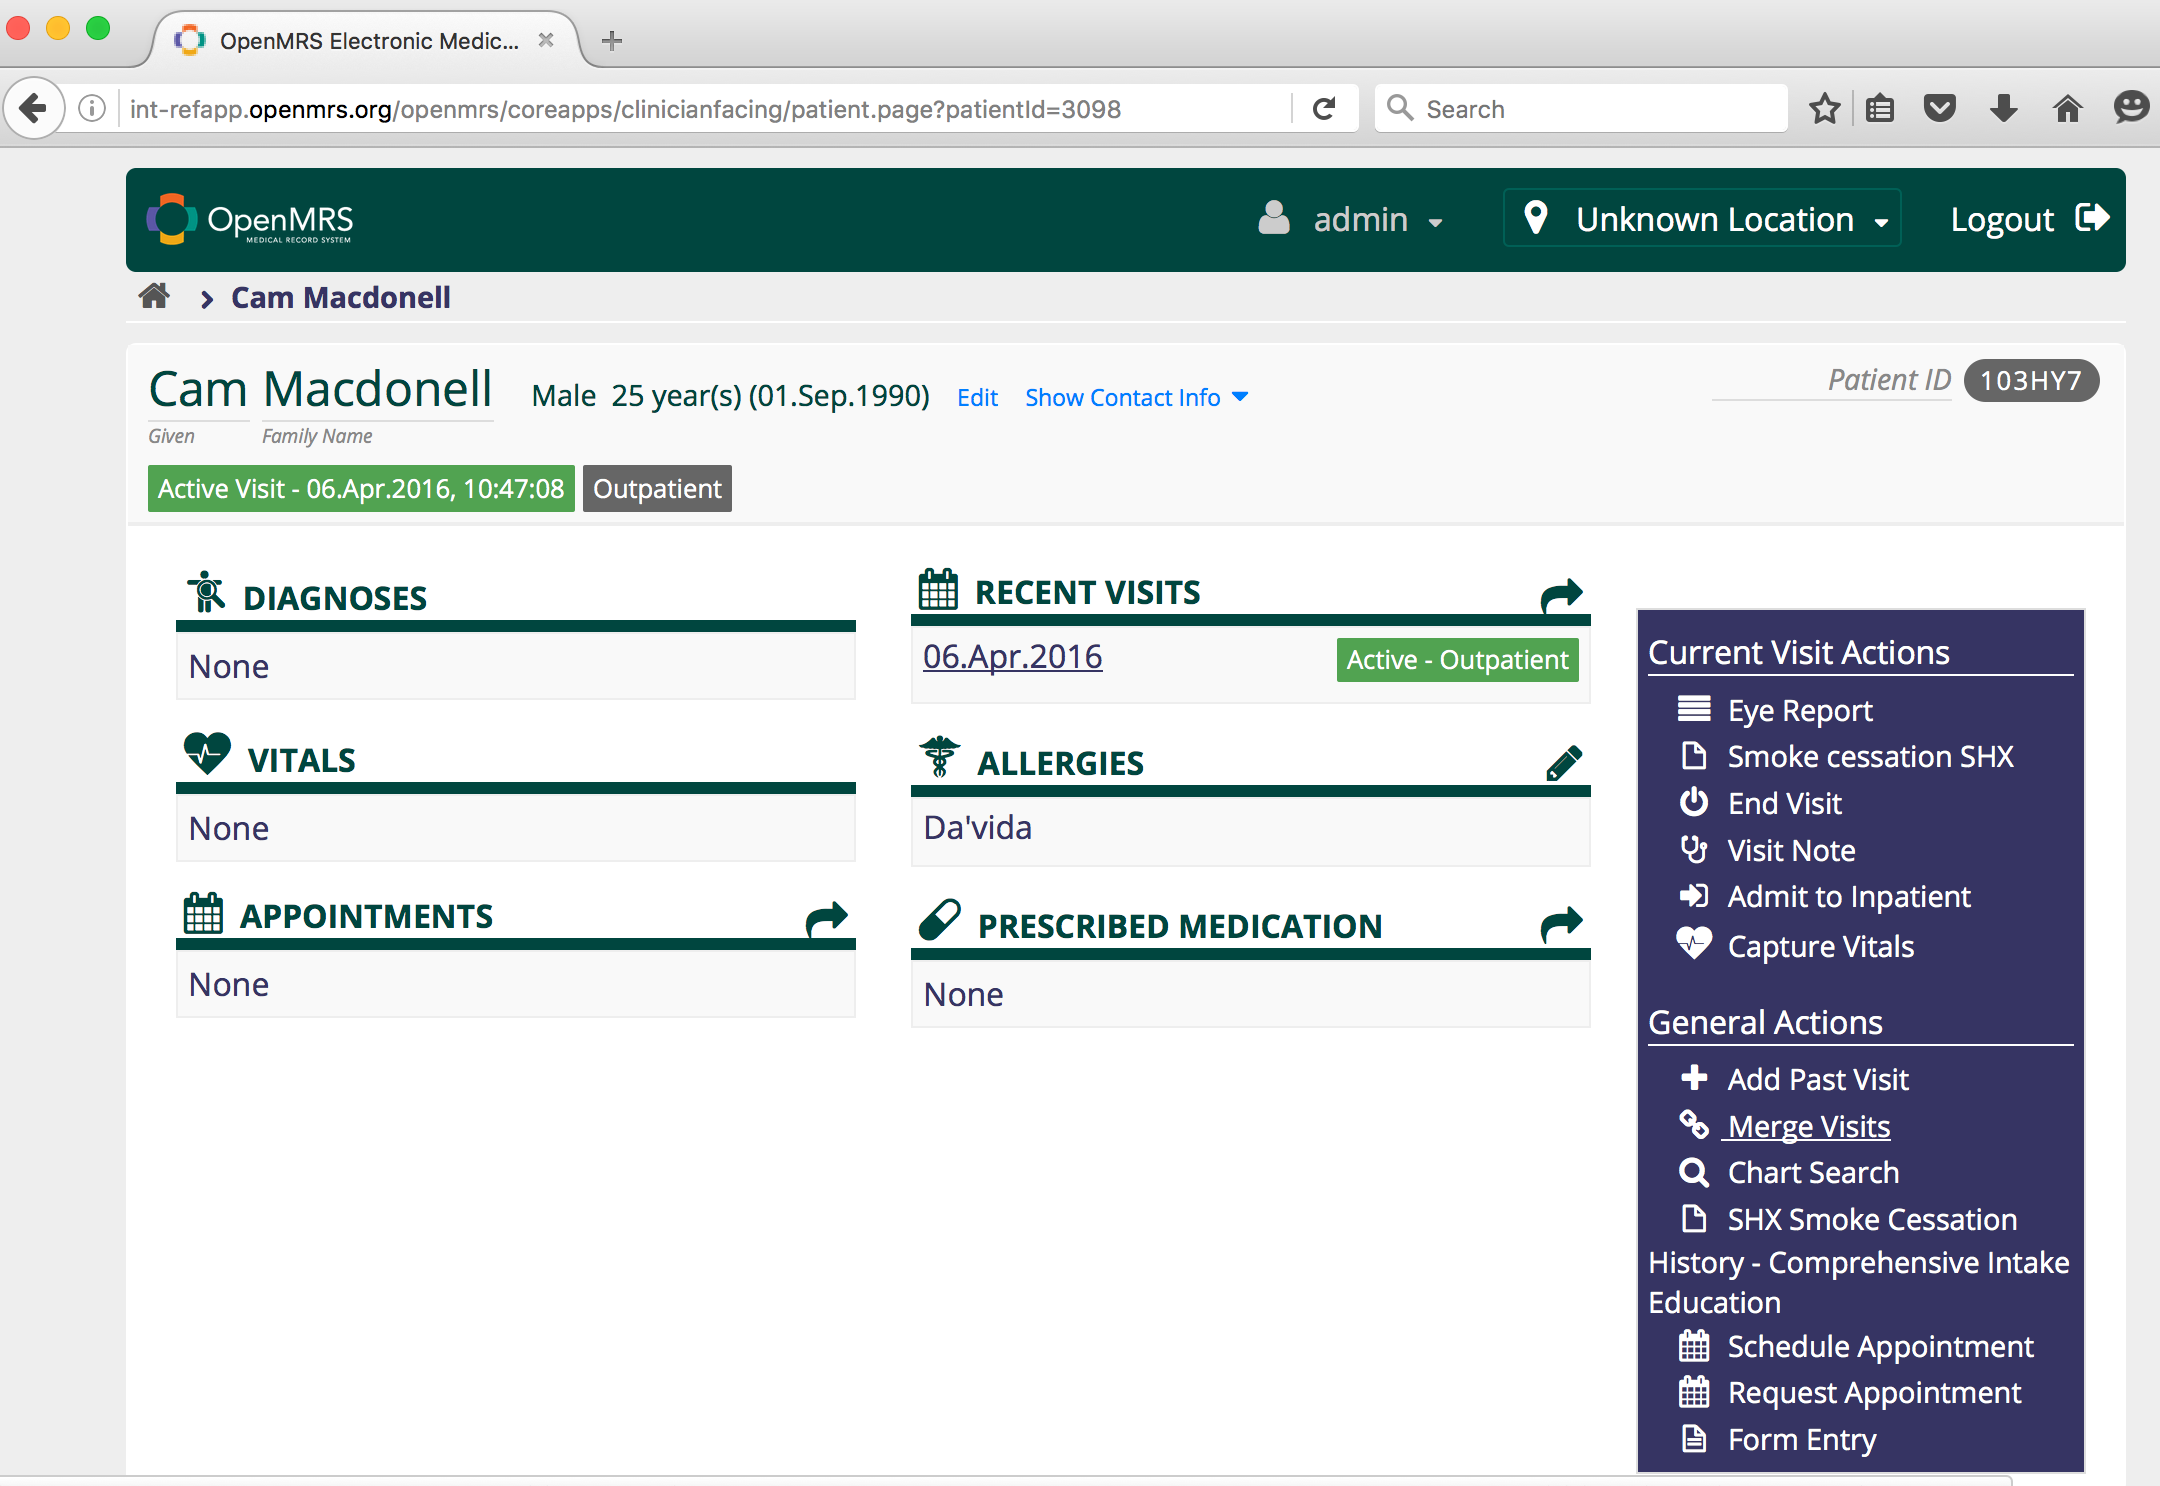 OpenMRS Electronic Medic...
int-refapp.openmrs.org/openmrs/coreapps/clinicianfacing/patient.page?patientId=3098
Search
OpenMRS
MEDICAL RECORD SYSTEM
admin
Unknown Location
Logout
Cam Macdonell
Cam Macdonell Male 25 year(s) (01.Sep.1990) Edit Show Contact Info
Patient ID 103HY7
Given Family Name
Active Visit - 06.Apr.2016, 10:47:08 Outpatient
DIAGNOSES
None
VITALS
None
APPOINTMENTS
None
RECENT VISITS
06.Apr.2016 Active - Outpatient
ALLERGIES
Da'vida
PRESCRIBED MEDICATION
None
Current Visit Actions
Eye Report
Smoke cessation SHX
End Visit
Visit Note
Admit to Inpatient
Capture Vitals
General Actions
Add Past Visit
Merge Visits
Chart Search
SHX Smoke Cessation
History - Comprehensive Intake
Education
Schedule Appointment
Request Appointment
Form Entry